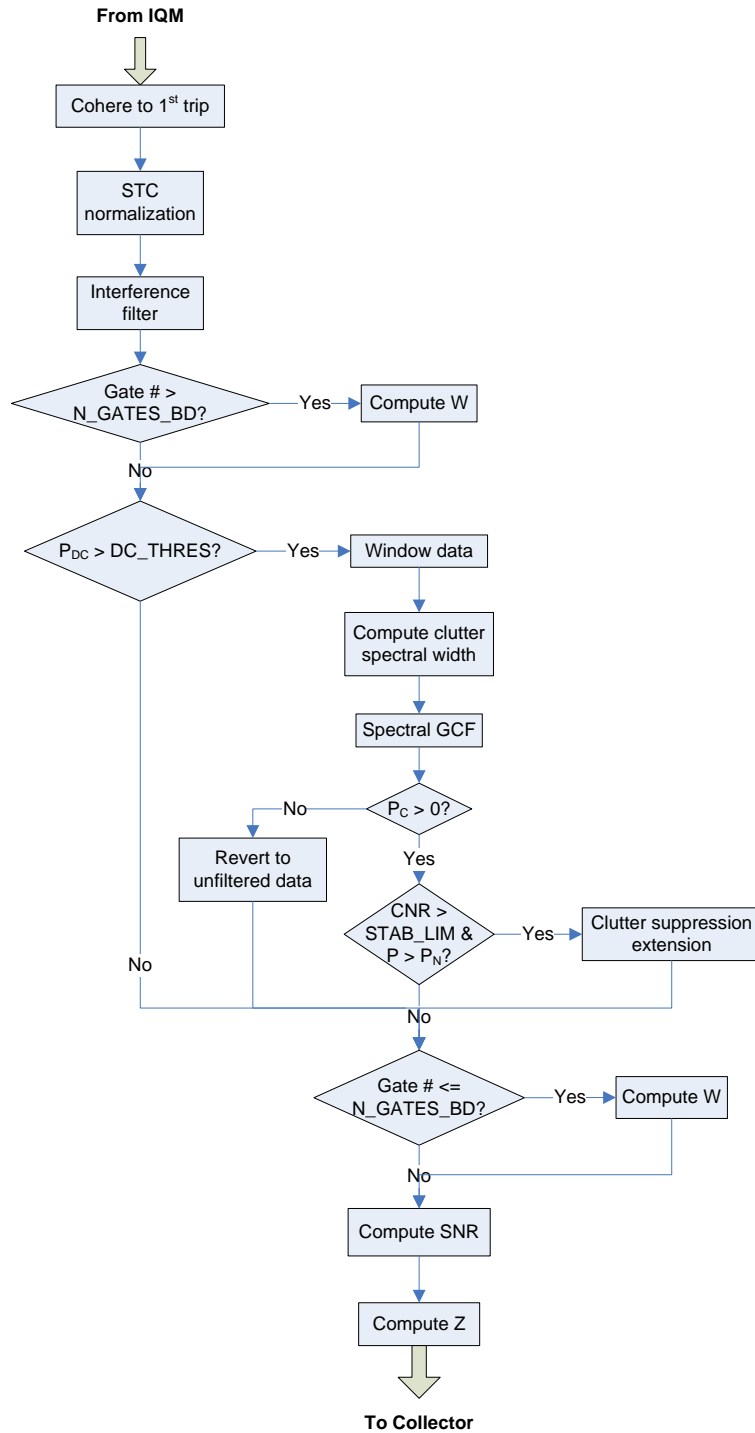 From IQM
Cohere to 1st trip
STC
normalization
Interference
filter
Gate # >
N_GATES_BD?
Yes
Compute W
No
PDC > DC_THRES?
Yes
Window data
Compute clutter
spectral width
Spectral GCF
PC > 0?
No
Yes
Revert to
unfiltered data
CNR >
STAB_LIM &
P > PN?
Yes
Clutter suppression
extension
No
No
Gate # <=
N_GATES_BD?
Yes
Compute W
No
Compute SNR
Compute Z
To Collector